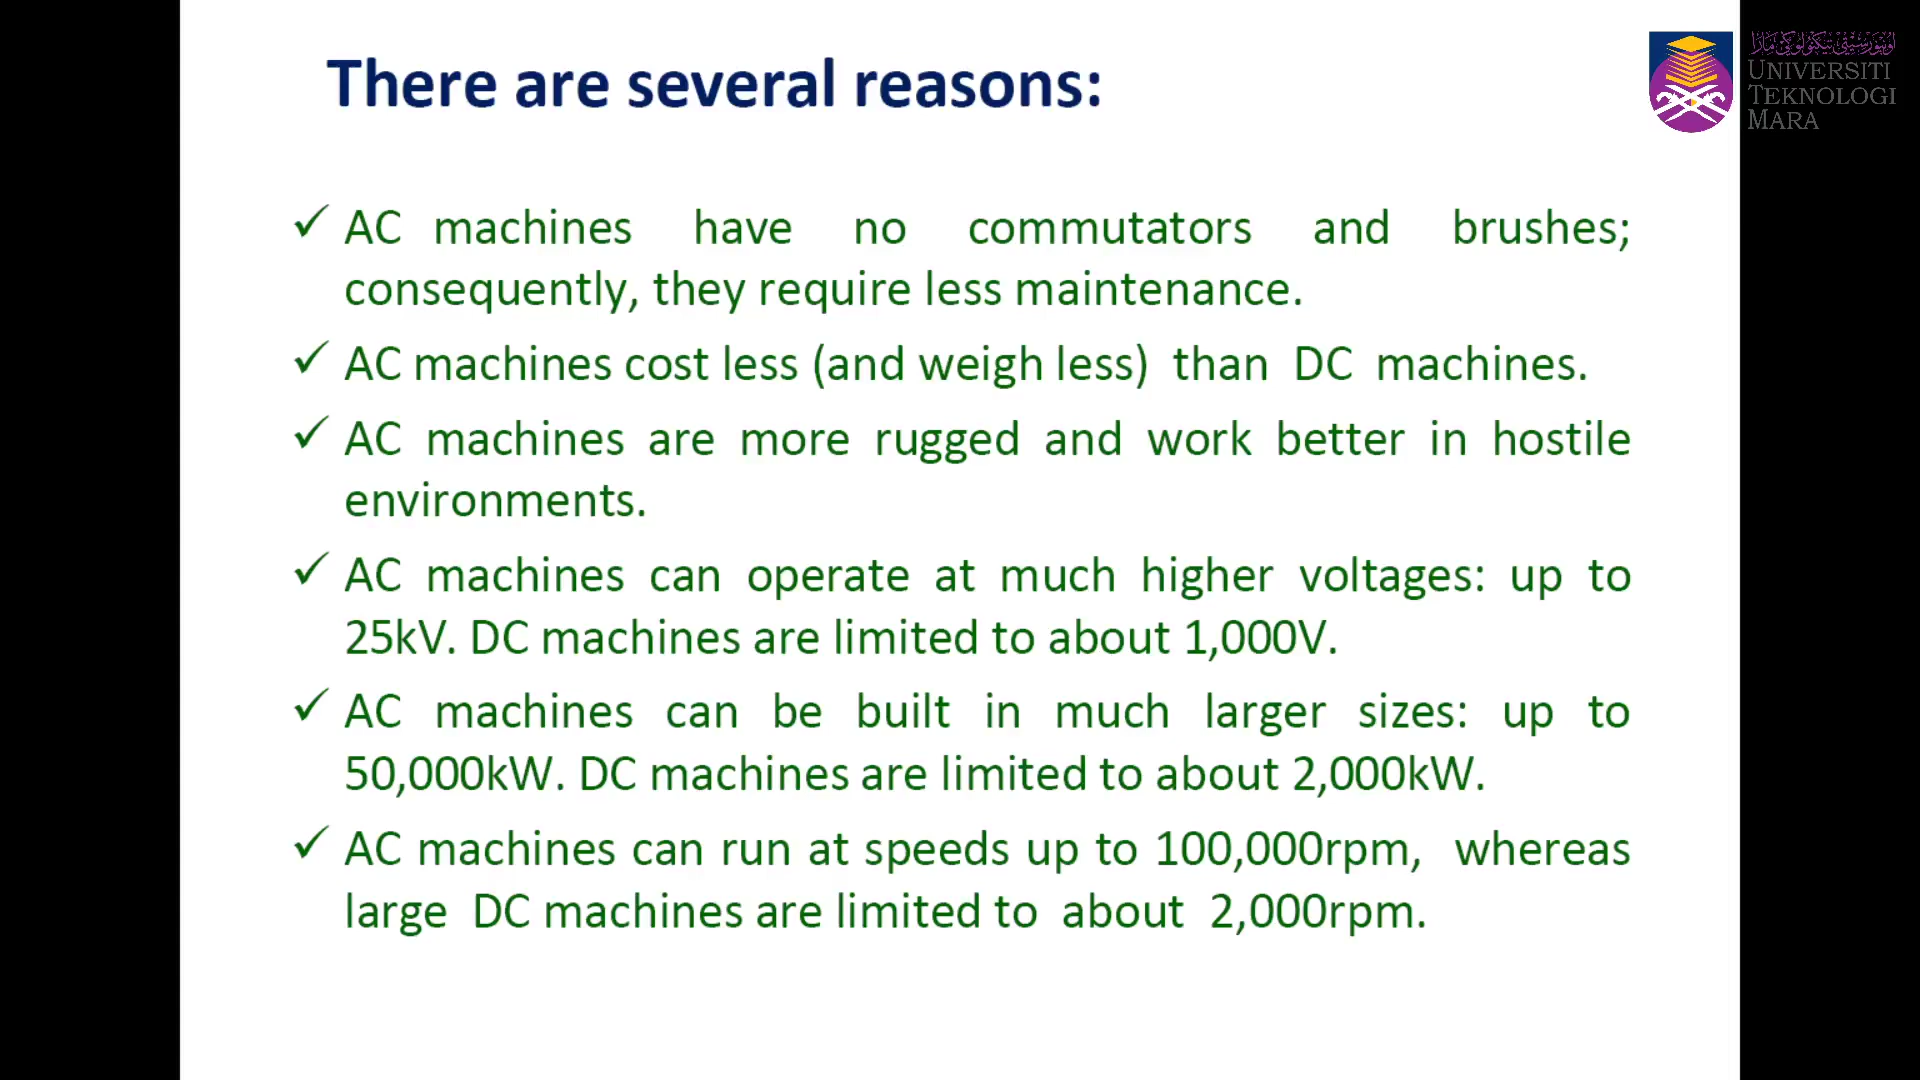 There are several reasons:
اونيۏرسيتي تيكنولوڬي مارا
UNIVERSITI
TEKNOLOGI
MARA
✓ AC machines have no commutators and brushes;
consequently, they require less maintenance.
✓ AC machines cost less (and weigh less) than DC machines.
✓ AC machines are more rugged and work better in hostile
environments.
✓ AC machines can operate at much higher voltages: up to
25kV. DC machines are limited to about 1,000V.
✓ AC machines can be built in much larger sizes: up to
50,000kW. DC machines are limited to about 2,000kW.
✓ AC machines can run at speeds up to 100,000rpm, whereas
large DC machines are limited to about 2,000rpm.